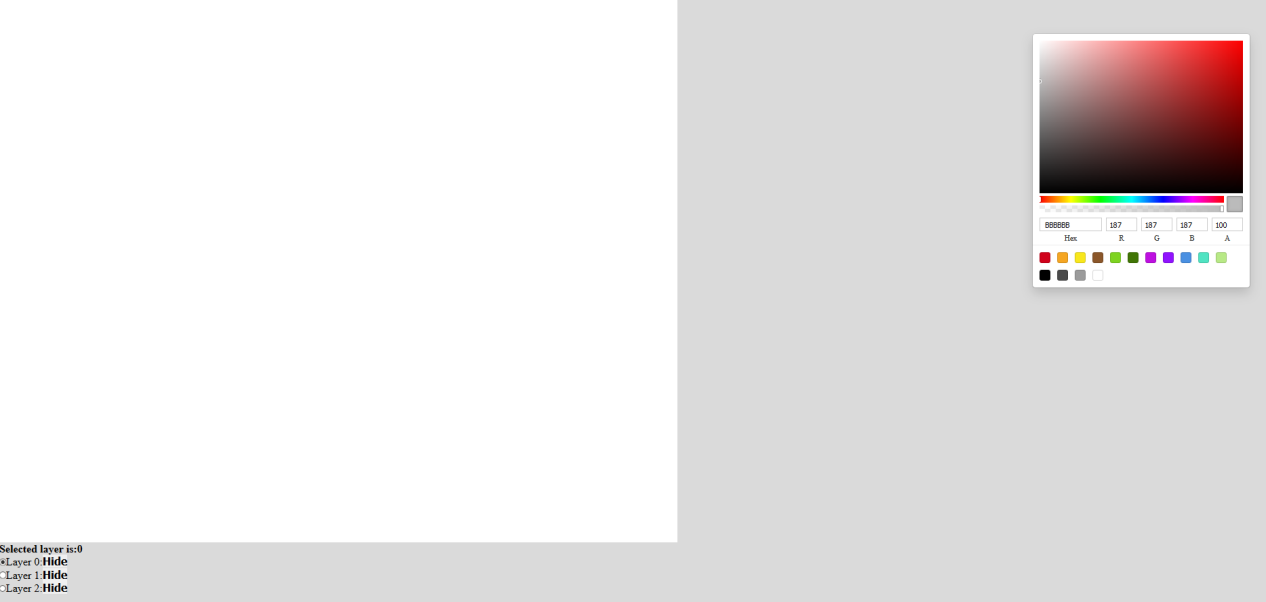 BBBBBB 187 187 187 100
Hex R G B A
Selected layer is:0
Layer 0:Hide
Layer 1:Hide
Layer 2:Hide